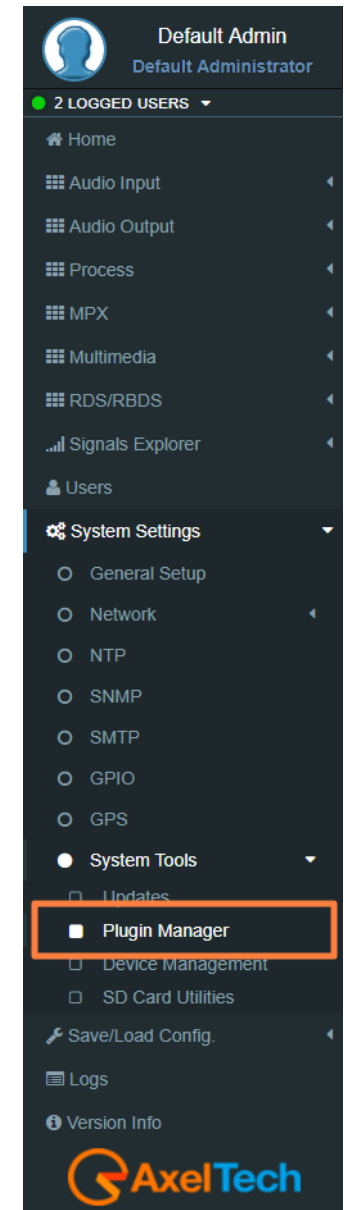 Default Admin
Default Administrator
2 LOGGED USERS
Home
Audio Input
Audio Output
Process
MPX
Multimedia
RDS/RBDS
Signals Explorer
Users
System Settings
General Setup
Network
NTP
SNMP
SMTP
GPIO
GPS
System Tools
Updates
Plugin Manager
Device Management
SD Card Utilities
Save/Load Config.
Logs
Version Info
AxelTech